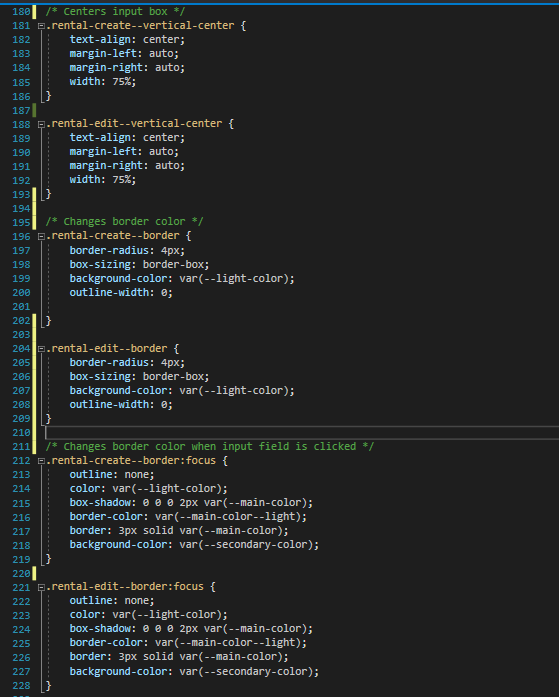 180 /* Centers input box */
181 .rental-create--vertical-center {
182 text-align: center;
183 margin-left: auto;
184 margin-right: auto;
185 width: 75%;
186 }
187
188 .rental-edit--vertical-center {
189 text-align: center;
190 margin-left: auto;
191 margin-right: auto;
192 width: 75%;
193 }
194
195 /* Changes border color */
196 .rental-create--border {
197 border-radius: 4px;
198 box-sizing: border-box;
199 background-color: var(--light-color);
200 outline-width: 0;
201
202 }
203
204 .rental-edit--border {
205 border-radius: 4px;
206 box-sizing: border-box;
207 background-color: var(--light-color);
208 outline-width: 0;
209 }
210
211 /* Changes border color when input field is clicked */
212 .rental-create--border:focus {
213 outline: none;
214 color: var(--light-color);
215 box-shadow: 0 0 0 2px var(--main-color);
216 border-color: var(--main-color--light);
217 border: 3px solid var(--main-color);
218 background-color: var(--secondary-color);
219 }
220
221 .rental-edit--border:focus {
222 outline: none;
223 color: var(--light-color);
224 box-shadow: 0 0 0 2px var(--main-color);
225 border-color: var(--main-color--light);
226 border: 3px solid var(--main-color);
227 background-color: var(--secondary-color);
228 }